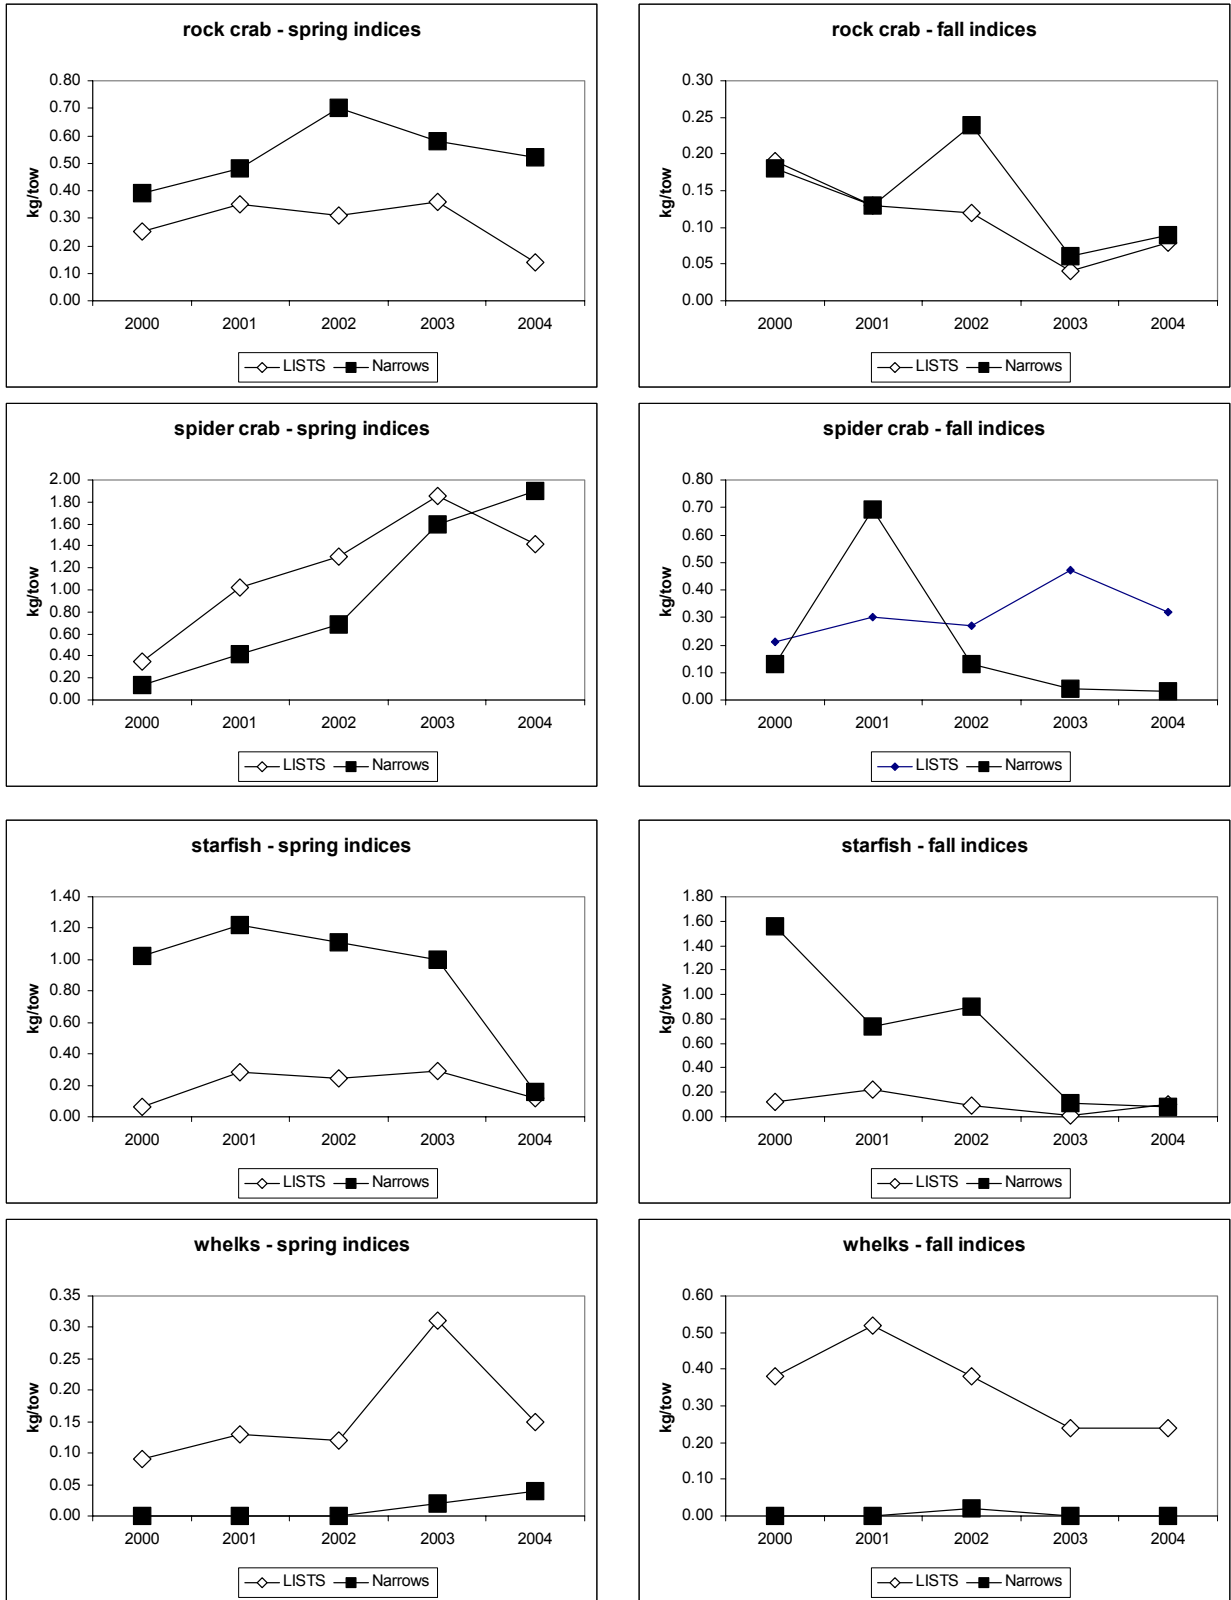 rock crab - spring indices
kg/tow
0.80
0.70
0.60
0.50
0.40
0.30
0.20
0.10
0.00
2000 2001 2002 2003 2004
LISTS Narrows
rock crab - fall indices
kg/tow
0.30
0.25
0.20
0.15
0.10
0.05
0.00
2000 2001 2002 2003 2004
LISTS Narrows
spider crab - spring indices
kg/tow
2.00
1.80
1.60
1.40
1.20
1.00
0.80
0.60
0.40
0.20
0.00
2000 2001 2002 2003 2004
LISTS Narrows
spider crab - fall indices
kg/tow
0.80
0.70
0.60
0.50
0.40
0.30
0.20
0.10
0.00
2000 2001 2002 2003 2004
LISTS Narrows
starfish - spring indices
kg/tow
1.40
1.20
1.00
0.80
0.60
0.40
0.20
0.00
2000 2001 2002 2003 2004
LISTS Narrows
starfish - fall indices
kg/tow
1.80
1.60
1.40
1.20
1.00
0.80
0.60
0.40
0.20
0.00
2000 2001 2002 2003 2004
LISTS Narrows
whelks - spring indices
kg/tow
0.35
0.30
0.25
0.20
0.15
0.10
0.05
0.00
2000 2001 2002 2003 2004
LISTS Narrows
whelks - fall indices
kg/tow
0.60
0.50
0.40
0.30
0.20
0.10
0.00
2000 2001 2002 2003 2004
LISTS Narrows